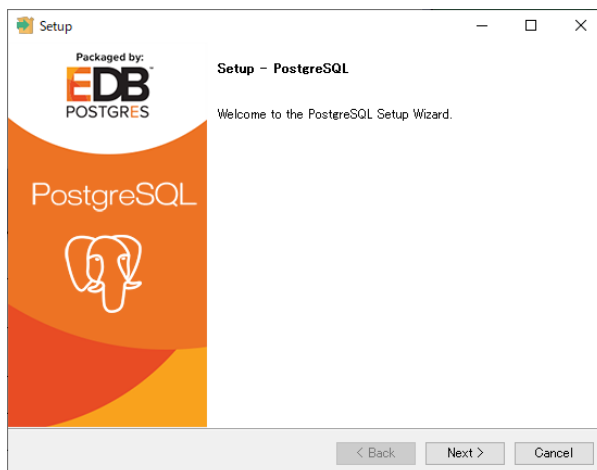 Setup
Packaged by:
EDB
POSTGRES
Setup - PostgreSQL
Welcome to the PostgreSQL Setup Wizard.
PostgreSQL
< Back
Next >
Cancel